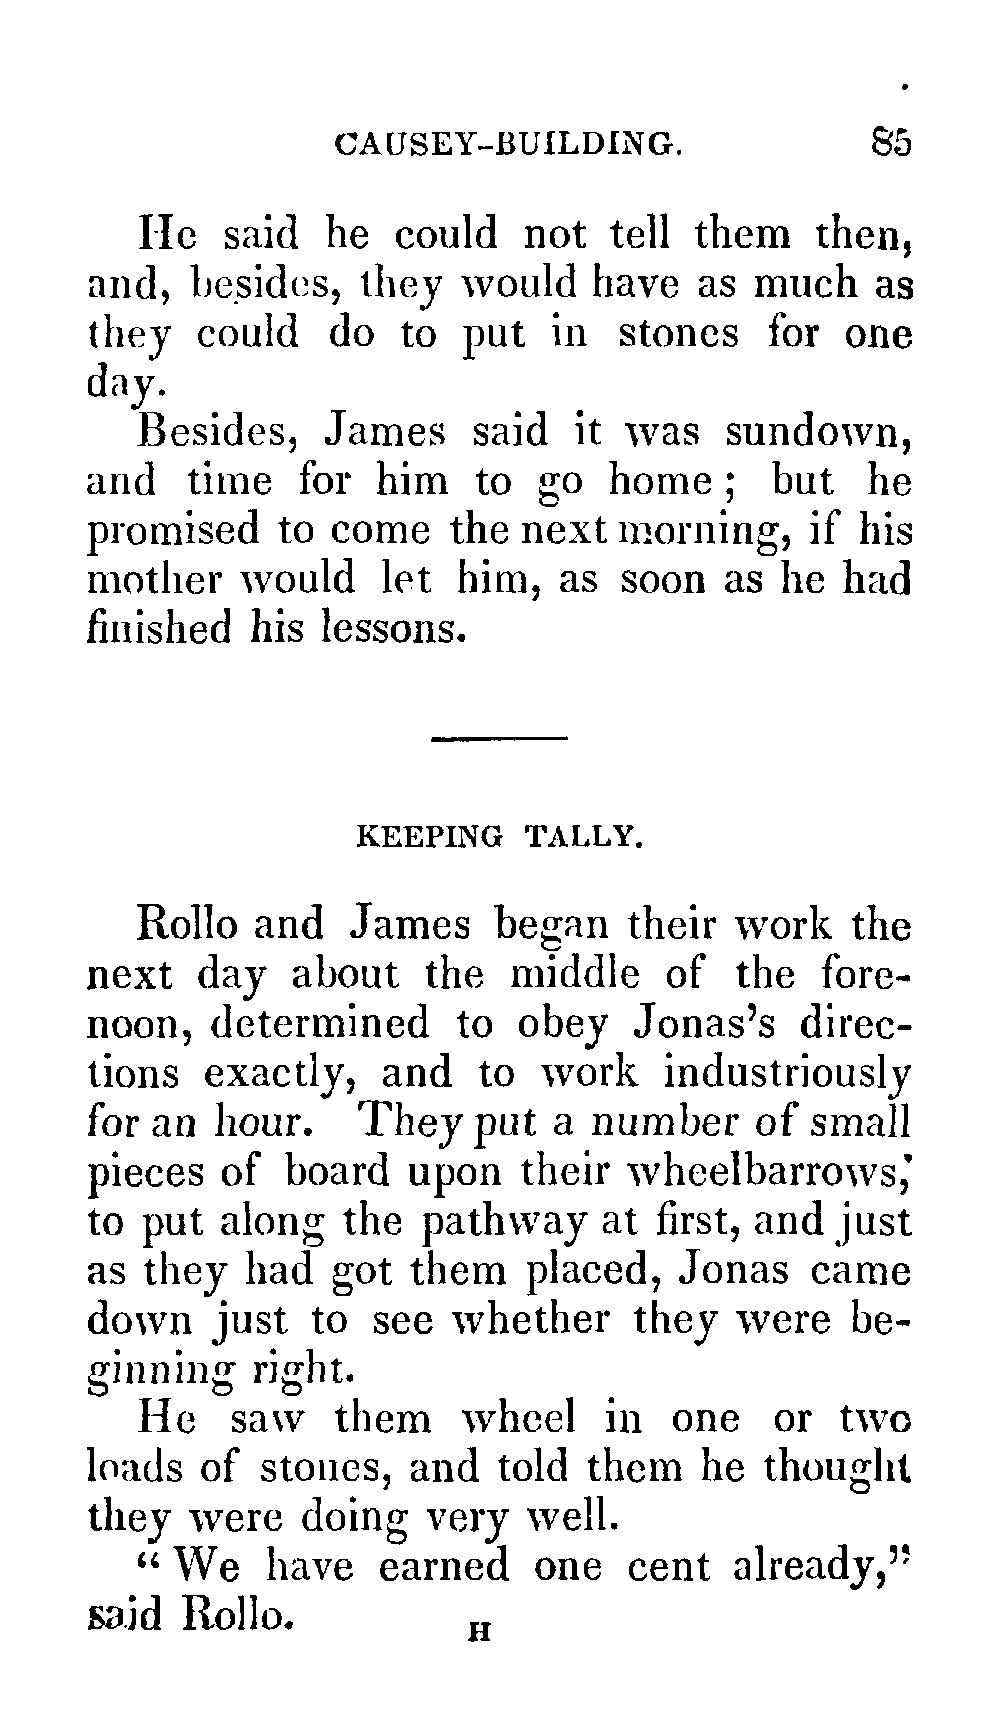 CAUSEY-BUILDING. 85
He said he could not tell them then,
and, besides, they would have as much as
they could do to put in stones for one
day.
Besides, James said it was sundown,
and time for him to go home; but he
promised to come the next morning, if his
mother would let him, as soon as he had
finished his lessons.
KEEPING TALLY.
Rollo and James began their work the
next day about the middle of the fore-
noon, determined to obey Jonas's direc-
tions exactly, and to work industriously
for an hour. They put a number of small
pieces of board upon their wheelbarrows,
to put along the pathway at first, and just
as they had got them placed, Jonas came
down just to see whether they were be-
ginning right.
He saw them wheel in one or two
loads of stones, and told them he thought
they were doing very well.
"We have earned one cent already,"
said Rollo.
H